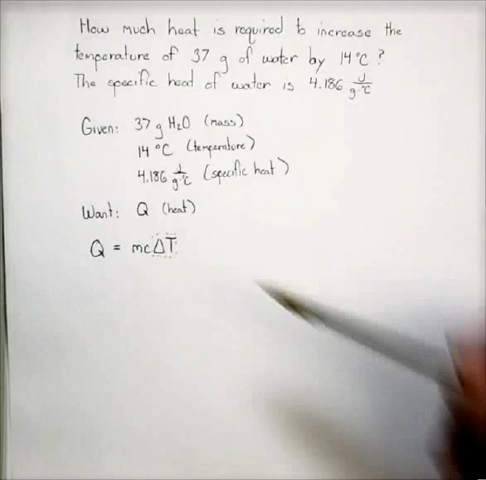 How much heat is required to increase the
temperature of 37 g of water by 14°C?
The specific heat of water is 4.186 J/g·°C
Given: 37 g H₂O (mass)
14 °C (temperature)
4.186 J/g·°C (specific heat)
Want: Q (heat)
Q = mcΔT